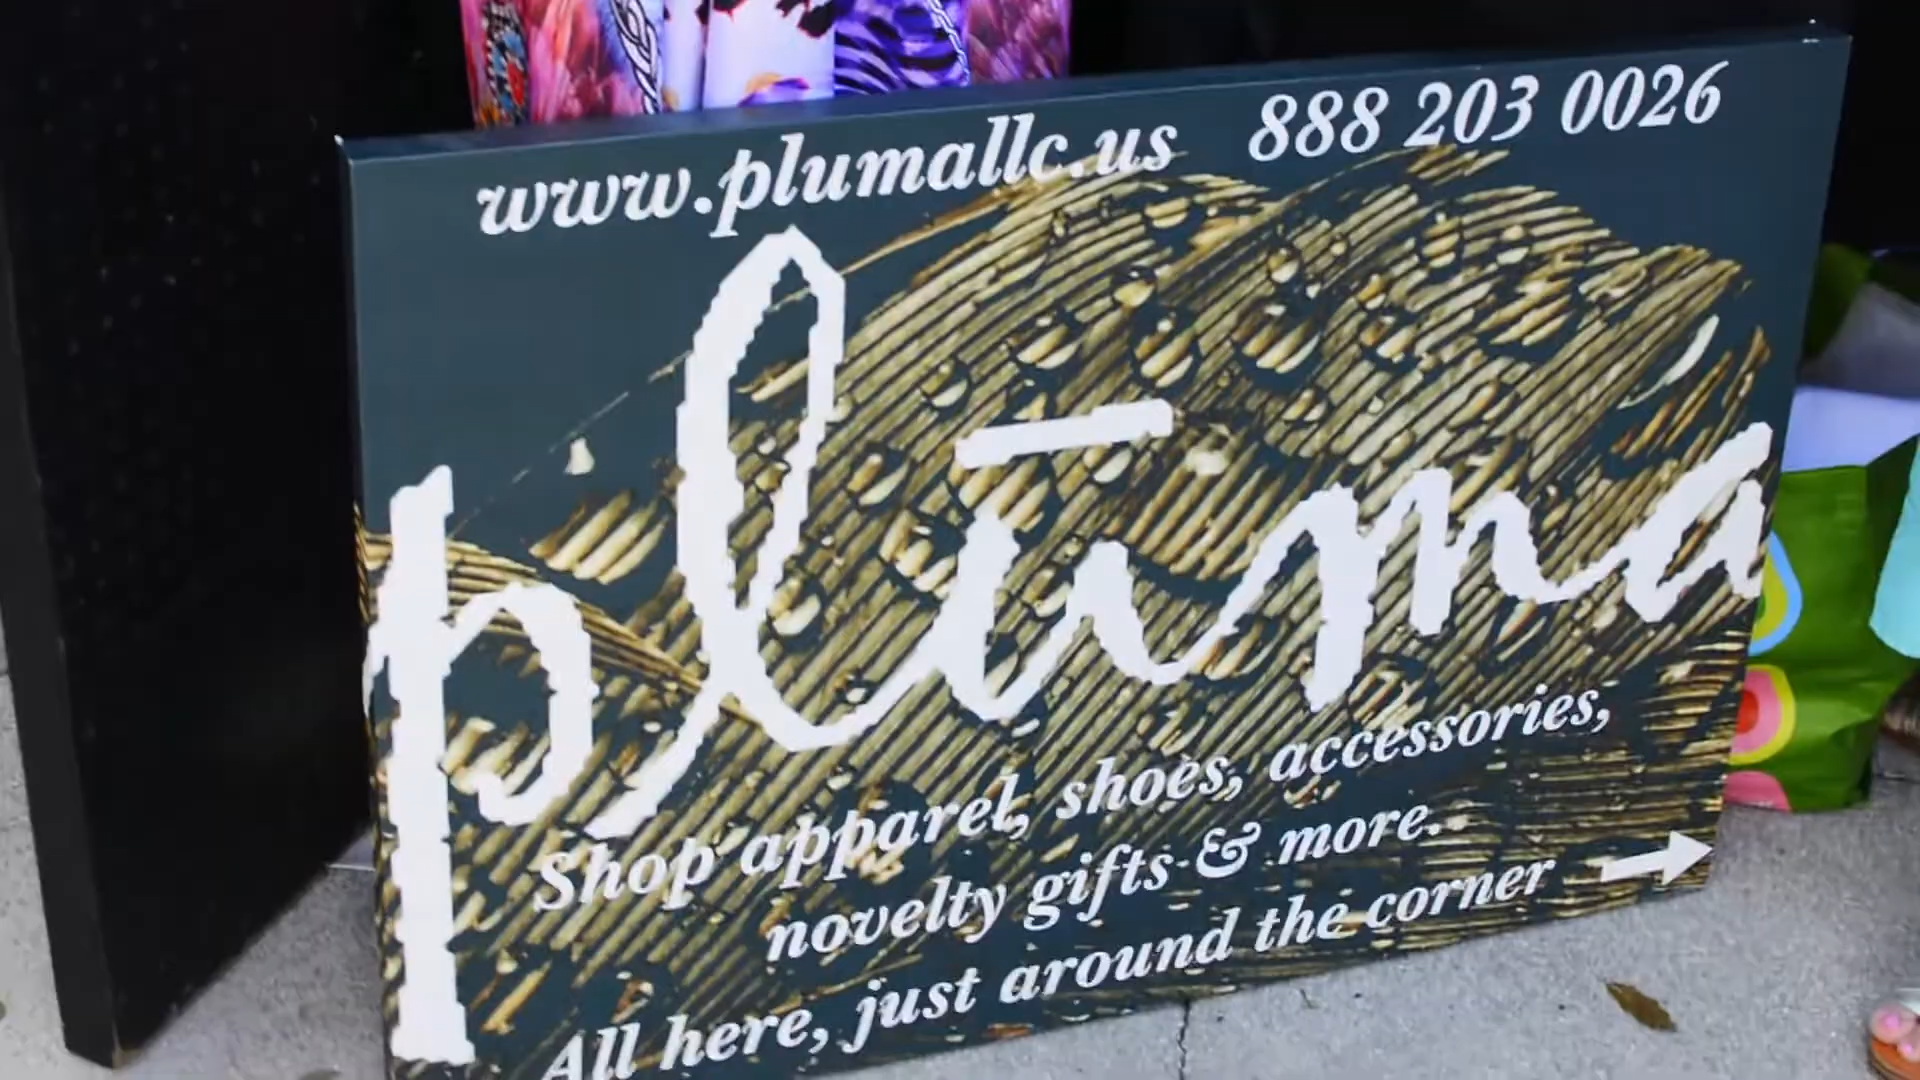 www.plumallc.us 888 203 0026
plūma
Shop apparel, shoes, accessories,
novelty gifts & more.
All here, just around the corner